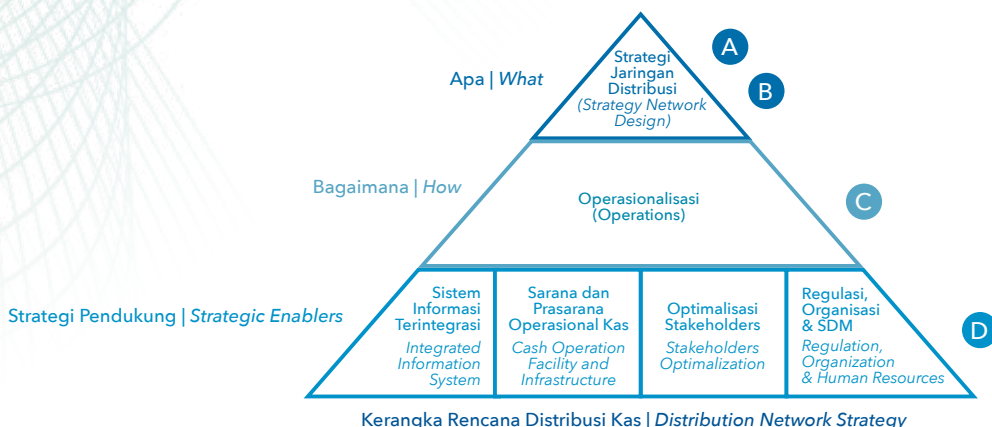 Apa | What
Strategi
Jaringan
Distribusi
(Strategy Network
Design)
A
B
Bagaimana | How
Operasionalisasi
(Operations)
C
Strategi Pendukung | Strategic Enablers
Sistem
Informasi
Terintegrasi
Integrated
Information
System
Sarana dan
Prasarana
Operasional Kas
Cash Operation
Facility and
Infrastructure
Optimalisasi
Stakeholders
Stakeholders
Optimalization
Regulasi,
Organisasi
& SDM
Regulation,
Organization
& Human Resources
D
Kerangka Rencana Distribusi Kas | Distribution Network Strategy